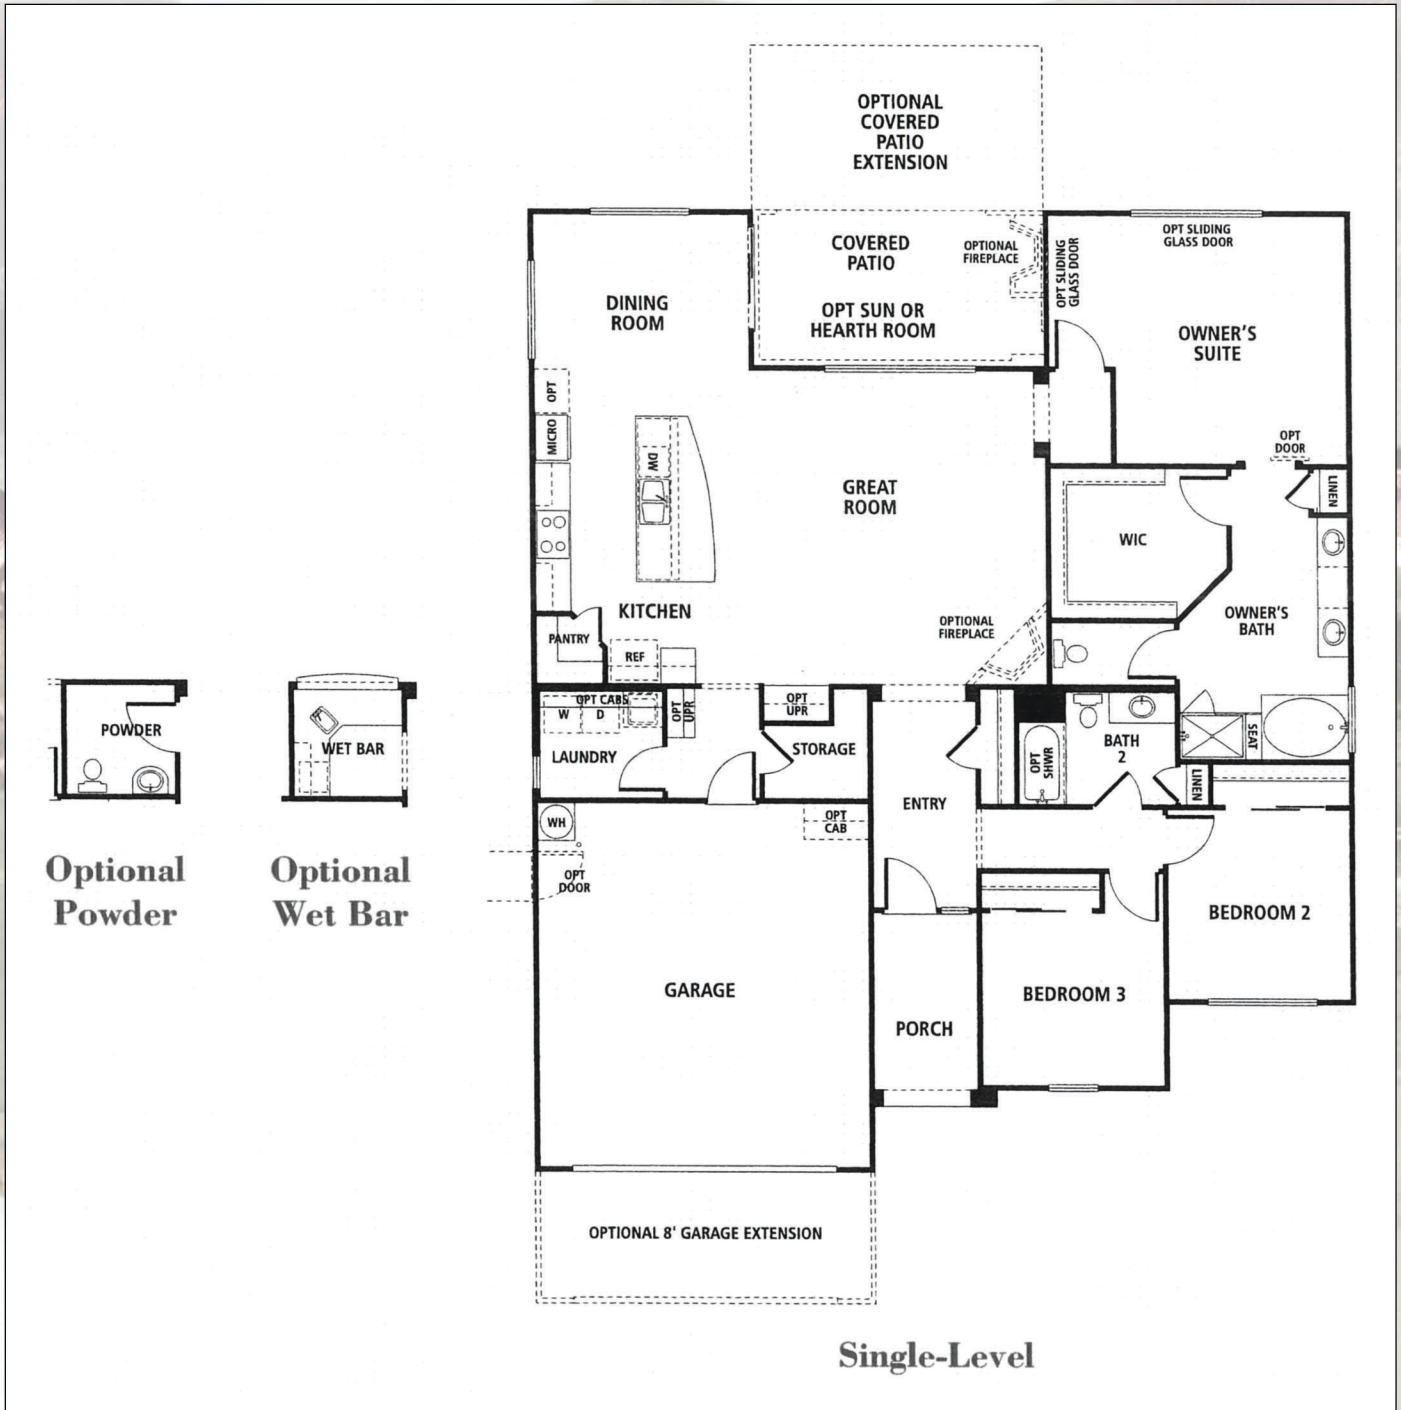 OPTIONAL
COVERED
PATIO
EXTENSION
COVERED
PATIO
OPTIONAL
FIREPLACE
OPT SUN OR
HEARTH ROOM
OPT SLIDING
GLASS DOOR
OPT SLIDING
GLASS DOOR
DINING
ROOM
OWNER'S
SUITE
OPT
MICRO
DW
OPT
DOOR
LINEN
GREAT
ROOM
WIC
KITCHEN
OWNER'S
BATH
OPTIONAL
FIREPLACE
PANTRY
REF
OPT CABS
W D
OPT
UPR
OPT
UPR
LAUNDRY
STORAGE
BATH
2
OPT
SHWR
SEAT
LINEN
POWDER
WET BAR
WH
OPT
CAB
ENTRY
OPT
DOOR
Optional
Powder
Optional
Wet Bar
BEDROOM 2
GARAGE
BEDROOM 3
PORCH
OPTIONAL 8' GARAGE EXTENSION
Single-Level